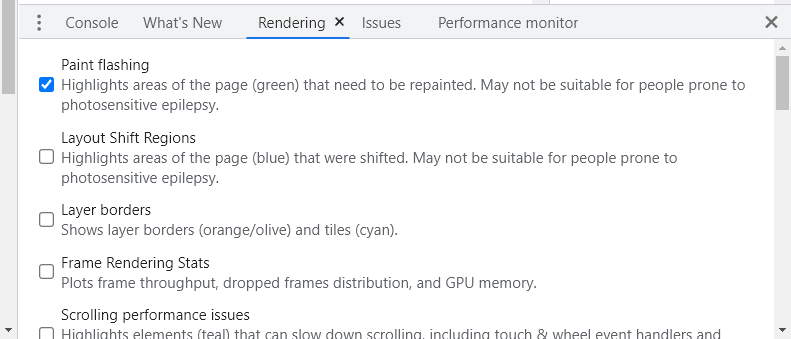 Console What's New Rendering Issues Performance monitor
Paint flashing
Highlights areas of the page (green) that need to be repainted. May not be suitable for people prone to
photosensitive epilepsy.
Layout Shift Regions
Highlights areas of the page (blue) that were shifted. May not be suitable for people prone to
photosensitive epilepsy.
Layer borders
Shows layer borders (orange/olive) and tiles (cyan).
Frame Rendering Stats
Plots frame throughput, dropped frames distribution, and GPU memory.
Scrolling performance issues
Highlights elements (teal) that can slow down scrolling, including touch & wheel event handlers and